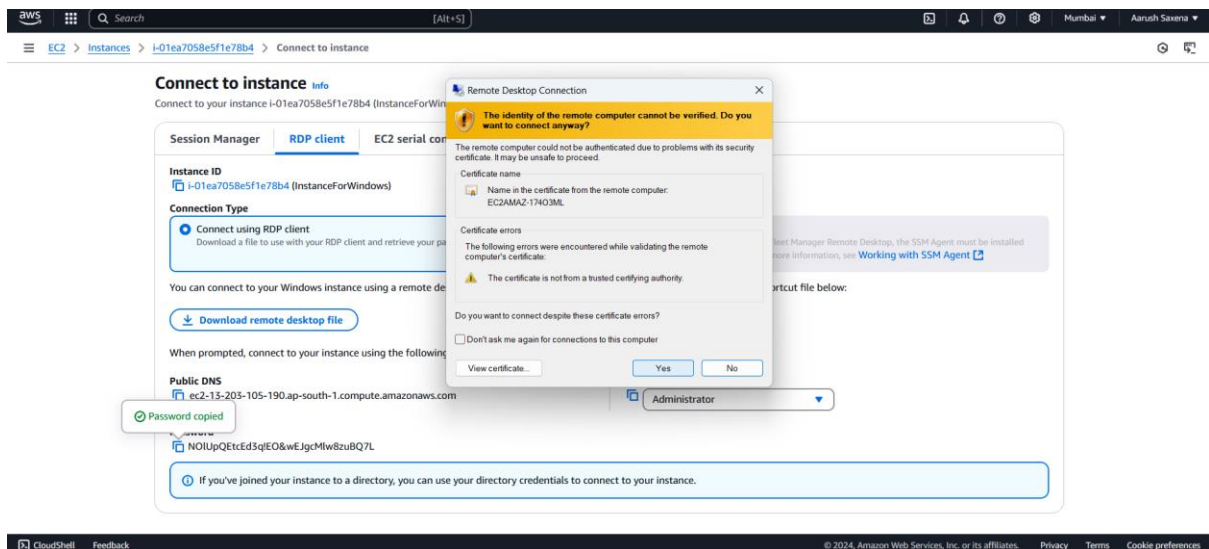 aws Search [Alt+S] Mumbai Aarush Saxena
EC2 > Instances > i-01ea7058e5f1e78b4 > Connect to instance
Connect to instance Info
Connect to your instance i-01ea7058e5f1e78b4 (InstanceForWin
Session Manager RDP client EC2 serial con
Instance ID
i-01ea7058e5f1e78b4 (InstanceForWindows)
Connection Type
Connect using RDP client
Download a file to use with your RDP client and retrieve your pa
leet Manager Remote Desktop, the SSM Agent must be installed
more information, see Working with SSM Agent
You can connect to your Windows instance using a remote de
ortcut file below:
Download remote desktop file
When prompted, connect to your instance using the following
Public DNS
ec2-13-203-105-190.ap-south-1.compute.amazonaws.com
Administrator
Password copied
Password
NOlUpQEtcEd3q!EO&wEJgcMlw8zuBQ7L
If you've joined your instance to a directory, you can use your directory credentials to connect to your instance.
Remote Desktop Connection
The identity of the remote computer cannot be verified. Do you
want to connect anyway?
The remote computer could not be authenticated due to problems with its security
certificate. It may be unsafe to proceed.
Certificate name
Name in the certificate from the remote computer:
EC2AMAZ-174O3ML
Certificate errors
The following errors were encountered while validating the remote
computer's certificate:
The certificate is not from a trusted certifying authority.
Do you want to connect despite these certificate errors?
Don't ask me again for connections to this computer
View certificate... Yes No
CloudShell Feedback © 2024, Amazon Web Services, Inc. or its affiliates. Privacy Terms Cookie preferences